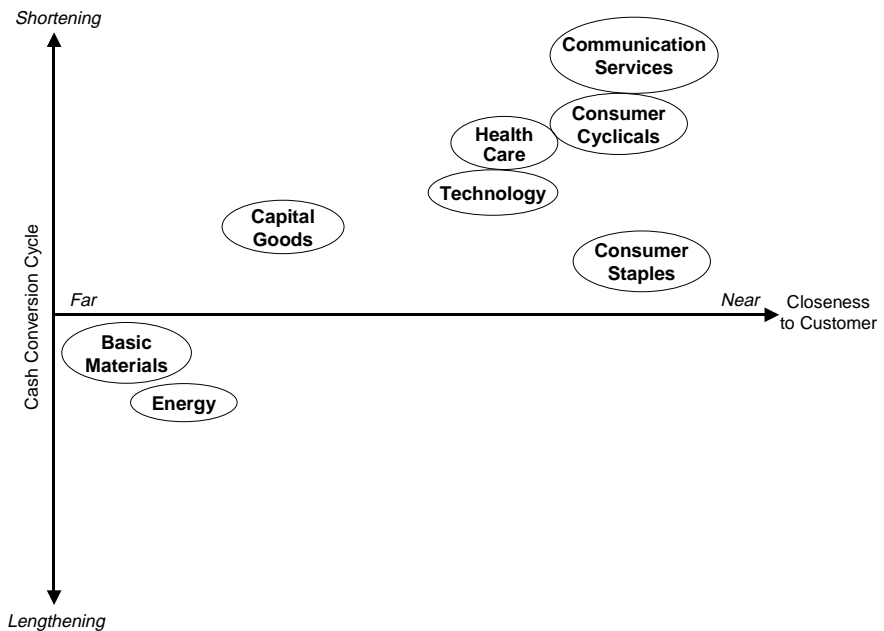 Shortening
Communication
Services
Consumer
Cyclicals
Health
Care
Technology
Capital
Goods
Consumer
Staples
Cash Conversion Cycle
Far
Near
Closeness
to Customer
Basic
Materials
Energy
Lengthening